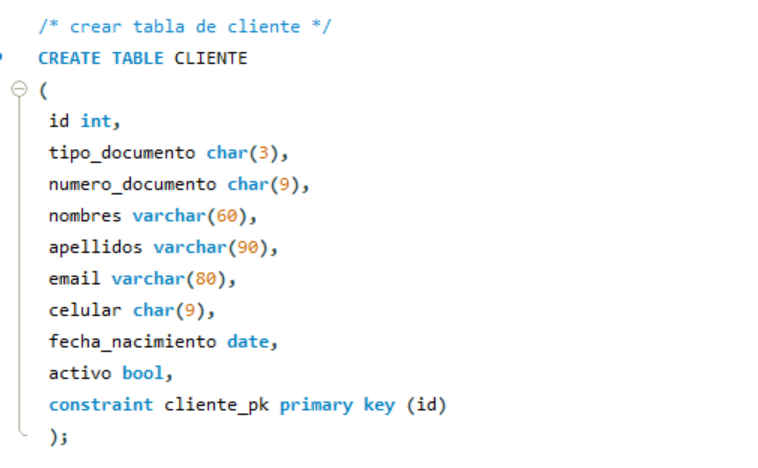 /* crear tabla de cliente */
CREATE TABLE CLIENTE
(
id int,
tipo_documento char(3),
numero_documento char(9),
nombres varchar(60),
apellidos varchar(90),
email varchar(80),
celular char(9),
fecha_nacimiento date,
activo bool,
constraint cliente_pk primary key (id)
);